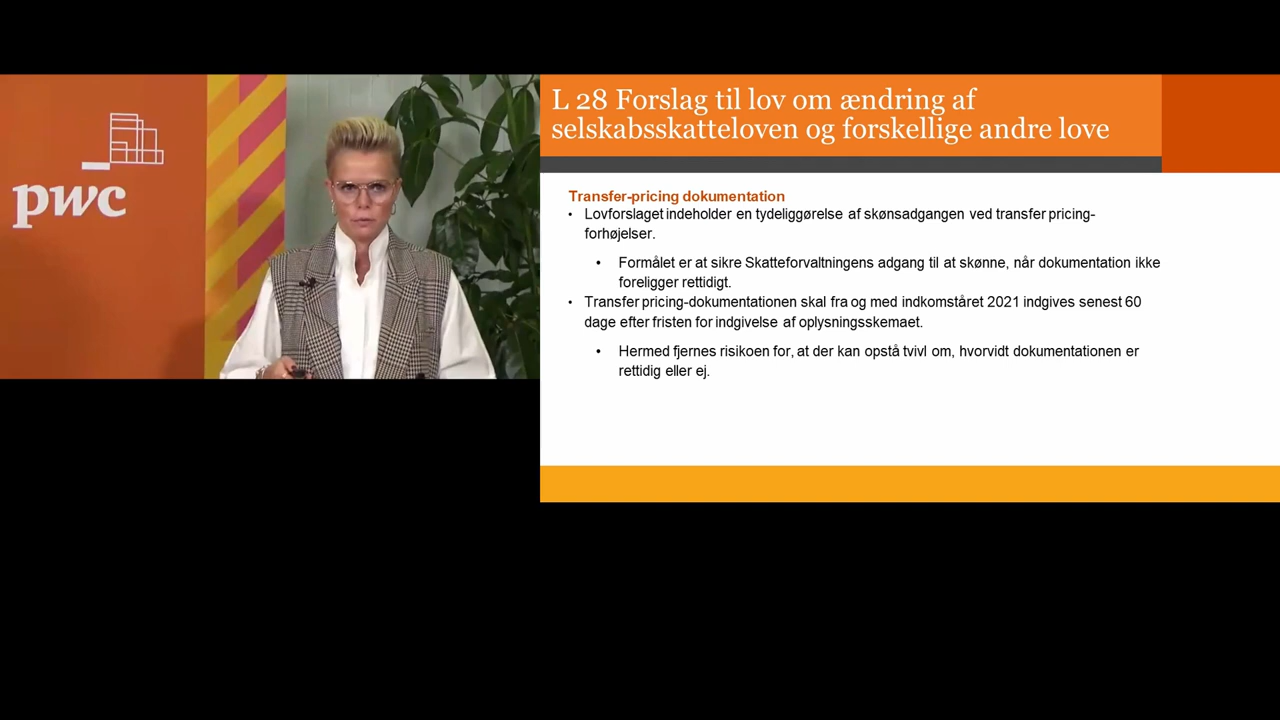 pwc
L 28 Forslag til lov om ændring af
selskabsskatteloven og forskellige andre love
Transfer-pricing dokumentation
• Lovforslaget indeholder en tydeliggørelse af skønsadgangen ved transfer pricing-
forhøjelser.
• Formålet er at sikre Skatteforvaltningens adgang til at skønne, når dokumentation ikke
foreligger rettidigt.
• Transfer pricing-dokumentationen skal fra og med indkomståret 2021 indgives senest 60
dage efter fristen for indgivelse af oplysningsskemaet.
• Hermed fjernes risikoen for, at der kan opstå tvivl om, hvorvidt dokumentationen er
rettidig eller ej.